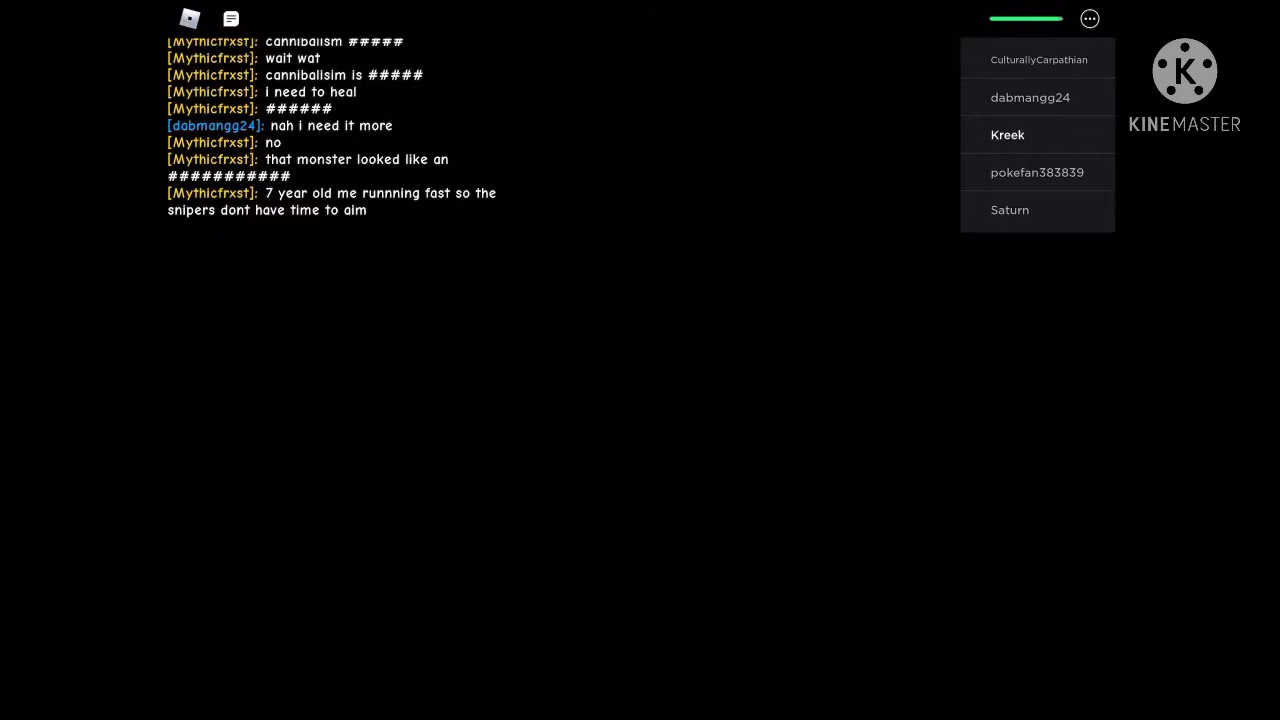 [Mythicfrxst]: cannibalism #####
[Mythicfrxst]: wait wat
[Mythicfrxst]: cannibalisim is #####
[Mythicfrxst]: i need to heal
[Mythicfrxst]: ######
[dabmangg24]: nah i need it more
[Mythicfrxst]: no
[Mythicfrxst]: that monster looked like an
###########
[Mythicfrxst]: 7 year old me runnning fast so the
snipers dont have time to aim
CulturallyCarpathian
dabmangg24
Kreek
pokefan383839
Saturn
K
KINEMASTER